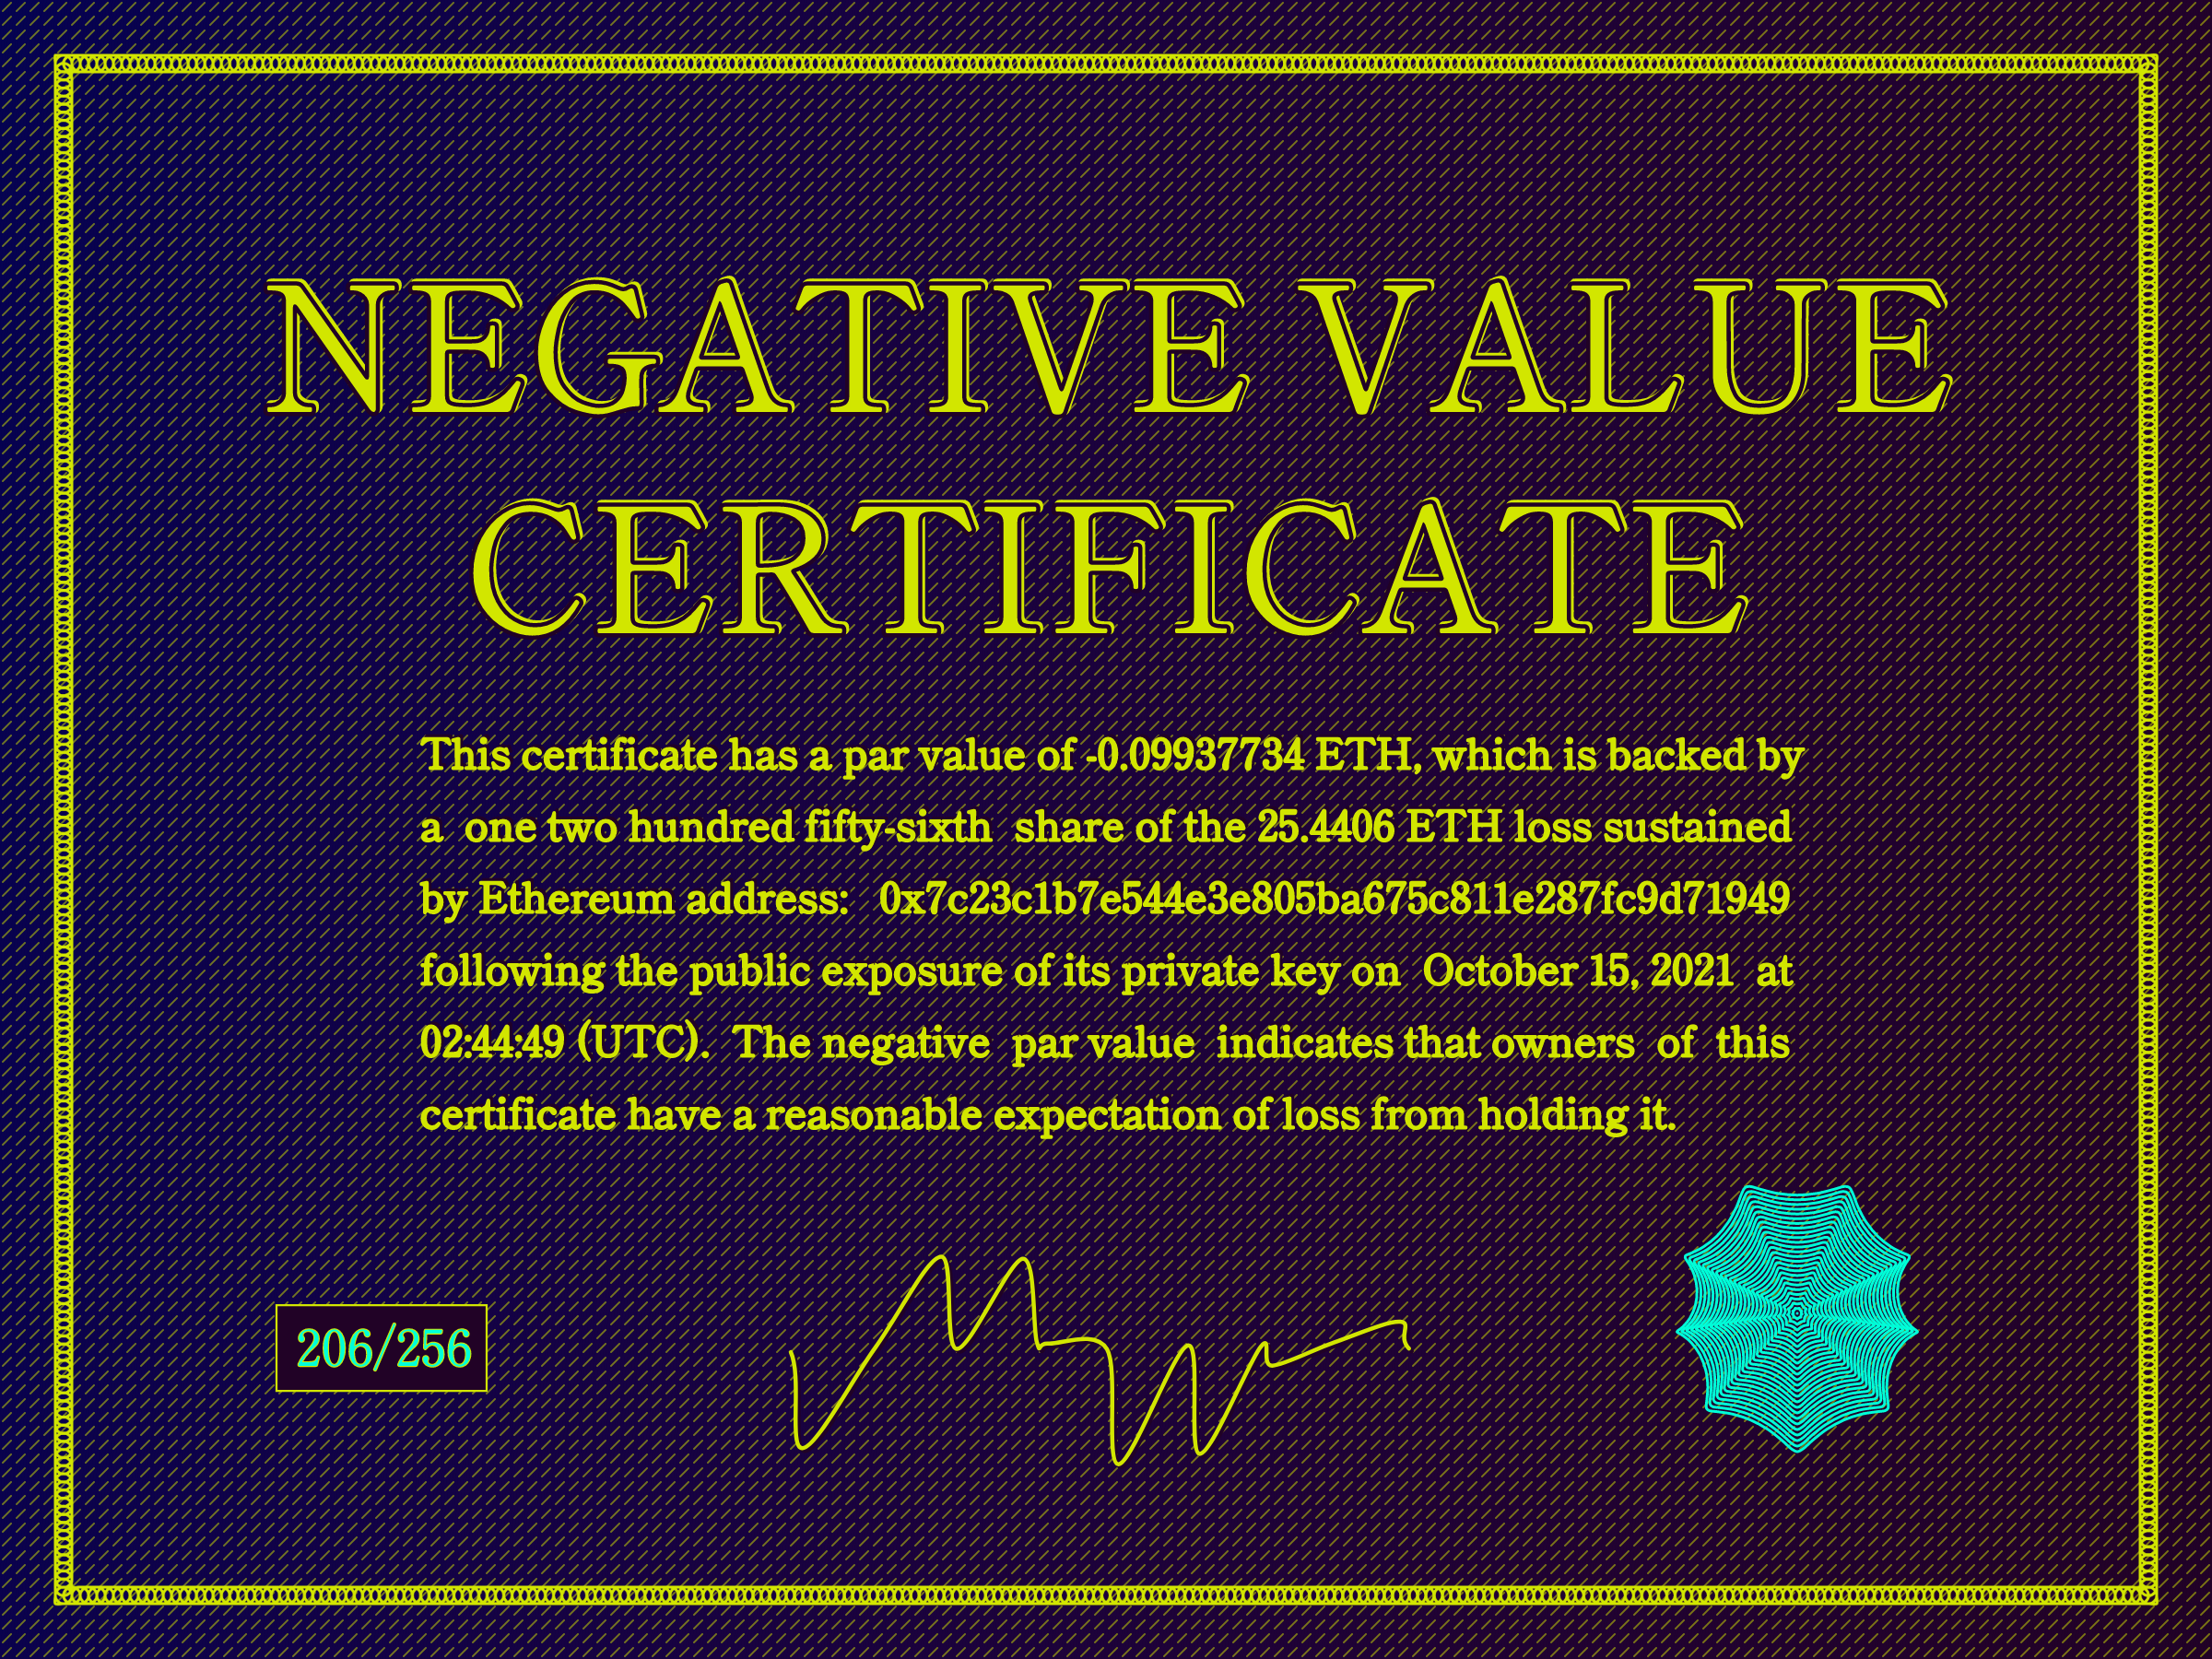 NEGATIVE VALUE
CERTIFICATE
This certificate has a par value of -0.09937734 ETH, which is backed by
a one two hundred fifty-sixth share of the 25.4406 ETH loss sustained
by Ethereum address: 0x7c23c1b7e544e3e805ba675c811e287fc9d71949
following the public exposure of its private key on October 15, 2021 at
02:44:49 (UTC). The negative par value indicates that owners of this
certificate have a reasonable expectation of loss from holding it.
206/256